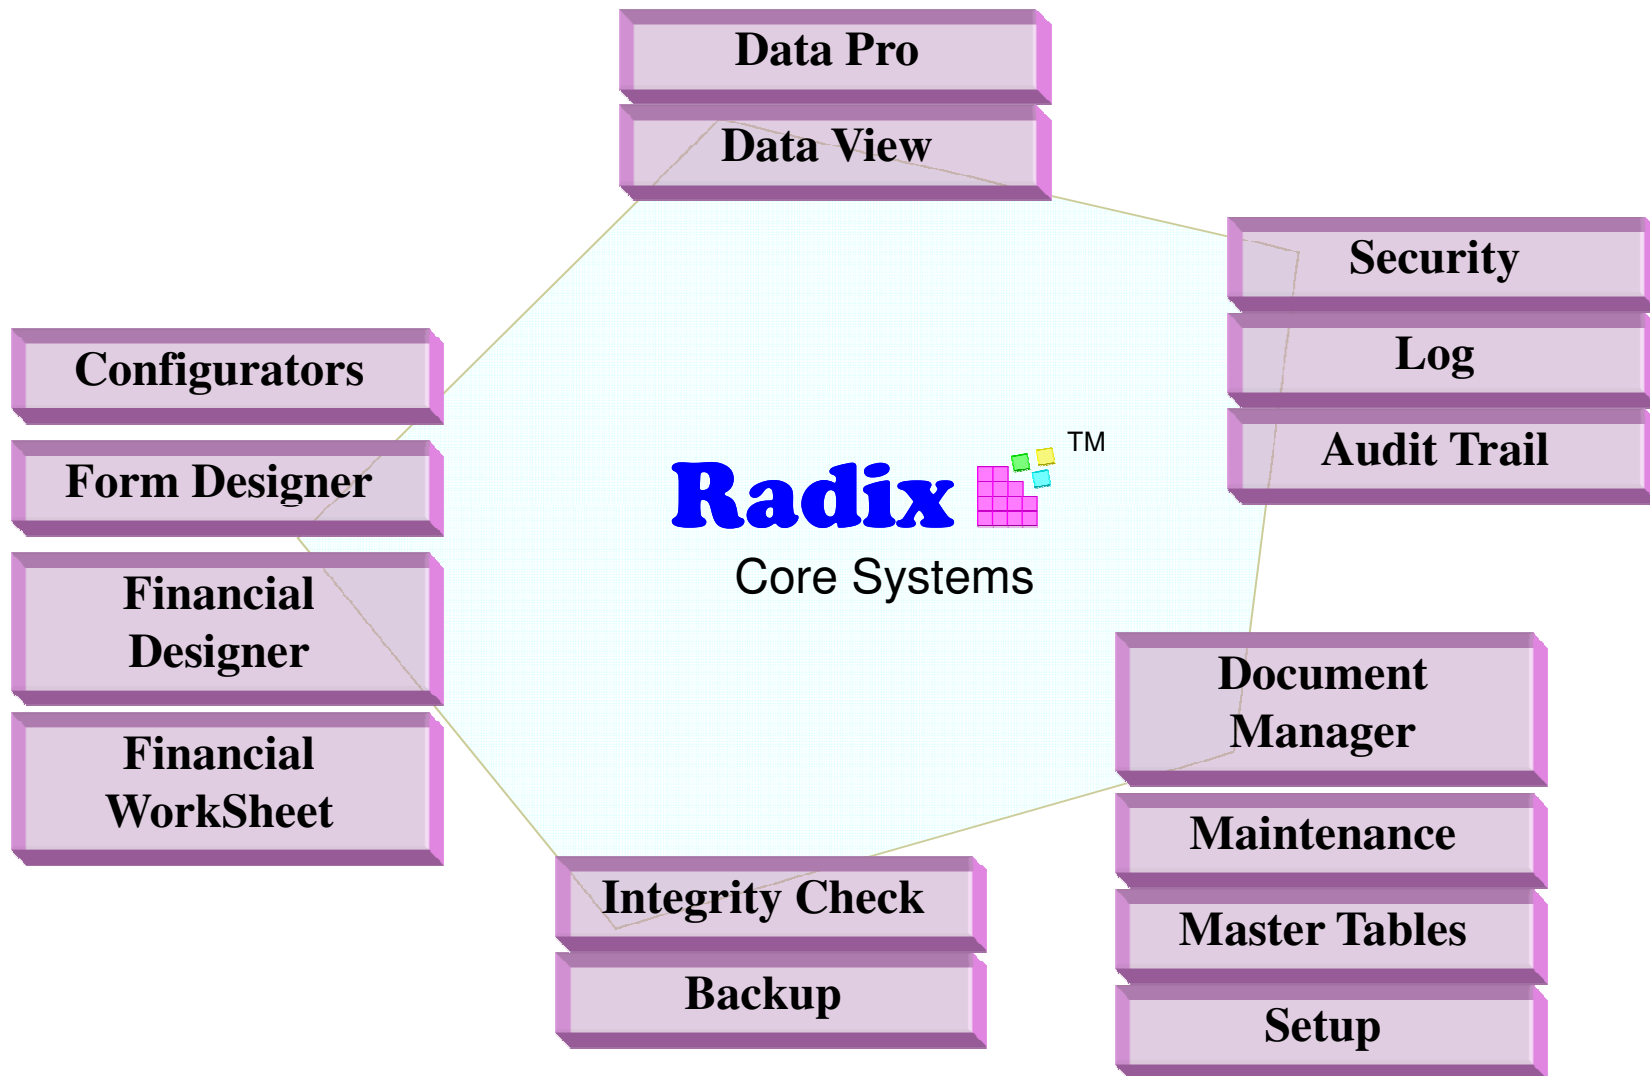 Data Pro
Data View
Security
Log
Audit Trail
Configurators
Form Designer
Financial
Designer
Financial
WorkSheet
Radix TM
Core Systems
Document
Manager
Maintenance
Master Tables
Setup
Integrity Check
Backup